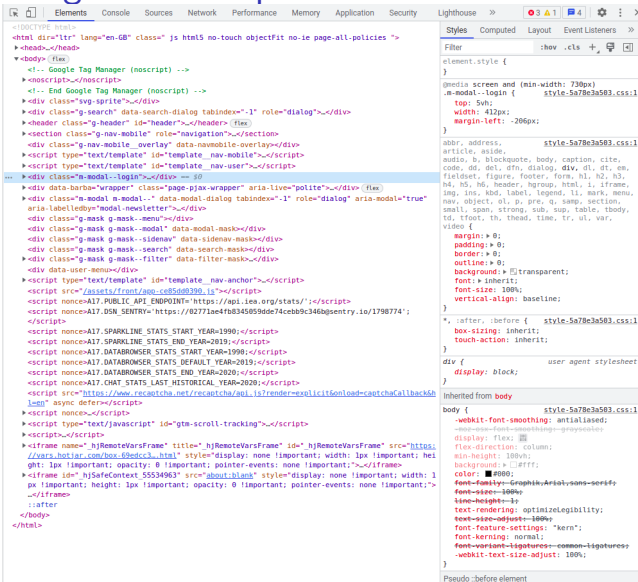 Elements Console Sources Network Performance Memory Application Security Lighthouse » 3 1 4
<!DOCTYPE html>
<html dir="ltr" lang="en-GB" class=" js html5 no-touch objectFit no-ie page-all-policies ">
<head>…</head>
<body> flex
<!-- Google Tag Manager (noscript) -->
<noscript>…</noscript>
<!-- End Google Tag Manager (noscript) -->
<div class="svg-sprite">…</div>
<div class="g-search" data-search-dialog tabindex="-1" role="dialog">…</div>
<header class="g-header" id="header">…</header> flex
<section class="g-nav-mobile" role="navigation">…</section>
<div class="g-nav-mobile__overlay" data-navmobile-overlay></div>
<script type="text/template" id="template__nav-mobile">…</script>
<script type="text/template" id="template__nav-user">…</script>
… <div class="m-modal--login">…</div> == $0
<div data-barba="wrapper" class="page-pjax-wrapper" aria-live="polite">…</div> flex
<div class="m-modal m-modal--" data-modal-dialog tabindex="-1" role="dialog" aria-modal="true"
aria-labelledby="modal-newsletter">…</div>
<div class="g-mask g-mask--menu"></div>
<div class="g-mask g-mask--modal" data-modal-mask></div>
<div class="g-mask g-mask--sidenav" data-sidenav-mask></div>
<div class="g-mask g-mask--search" data-search-mask></div>
<div class="g-mask g-mask--filter" data-filter-mask>…</div>
<div data-user-menu></div>
<script type="text/template" id="template__nav-anchor">…</script>
<script src="/assets/front/app-ce85dd0390.js"></script>
<script nonce>A17.PUBLIC_API_ENDPOINT='https://api.iea.org/stats/';</script>
<script nonce>A17.DSN_SENTRY='https://02771ae4fb8345059dde74cebb9c346b@sentry.io/1798774';
</script>
<script nonce>A17.SPARKLINE_STATS_START_YEAR=1990;</script>
<script nonce>A17.SPARKLINE_STATS_END_YEAR=2019;</script>
<script nonce>A17.DATABROWSER_STATS_START_YEAR=1990;</script>
<script nonce>A17.DATABROWSER_STATS_DEFAULT_YEAR=2019;</script>
<script nonce>A17.DATABROWSER_STATS_END_YEAR=2020;</script>
<script nonce>A17.CHAT_STATS_LAST_HISTORICAL_YEAR=2020;</script>
<script src="https://www.recaptcha.net/recaptcha/api.js?render=explicit&onload=captchaCallback&h
l=en" async defer></script>
<script nonce>…</script>
<script type="text/javascript" id="gtm-scroll-tracking">…</script>
<script>…</script>
<iframe name="_hjRemoteVarsFrame" title="_hjRemoteVarsFrame" id="_hjRemoteVarsFrame" src="https:
//vars.hotjar.com/box-69edcc3….html" style="display: none !important; width: 1px !important; hei
ght: 1px !important; opacity: 0 !important; pointer-events: none !important;">…</iframe>
<iframe id="_hjSafeContext_55534963" src="about:blank" style="display: none !important; width: 1
px !important; height: 1px !important; opacity: 0 !important; pointer-events: none !important;">
…</iframe>
::after
</body>
</html>
Styles Computed Layout Event Listeners »
Filter :hov .cls +
element.style {
}
@media screen and (min-width: 730px)
.m-modal--login { style-5a78e3a503.css:1
top: 5vh;
width: 412px;
margin-left: -206px;
}
abbr, address, style-5a78e3a503.css:1
article, aside,
audio, b, blockquote, body, caption, cite,
code, dd, del, dfn, dialog, div, dl, dt, em,
fieldset, figure, footer, form, h1, h2, h3,
h4, h5, h6, header, hgroup, html, i, iframe,
img, ins, kbd, label, legend, li, mark, menu,
nav, object, ol, p, pre, q, samp, section,
small, span, strong, sub, sup, table, tbody,
td, tfoot, th, thead, time, tr, ul, var,
video {
margin: 0;
padding: 0;
border: 0;
outline: 0;
background: transparent;
font: inherit;
font-size: 100%;
vertical-align: baseline;
}
*, :after, :before { style-5a78e3a503.css:1
box-sizing: inherit;
touch-action: inherit;
}
div { user agent stylesheet
display: block;
}
Inherited from body
body { style-5a78e3a503.css:1
-webkit-font-smoothing: antialiased;
-moz-osx-font-smoothing: grayscale;
display: flex;
flex-direction: column;
min-height: 100vh;
background: #fff;
color: #000;
font-family: Graphik,Arial,sans-serif;
font-size: 100%;
line-height: 1;
text-rendering: optimizeLegibility;
text-size-adjust: 100%;
font-feature-settings: "kern";
font-kerning: normal;
font-variant-ligatures: common-ligatures;
-webkit-text-size-adjust: 100%;
}
Pseudo ::before element